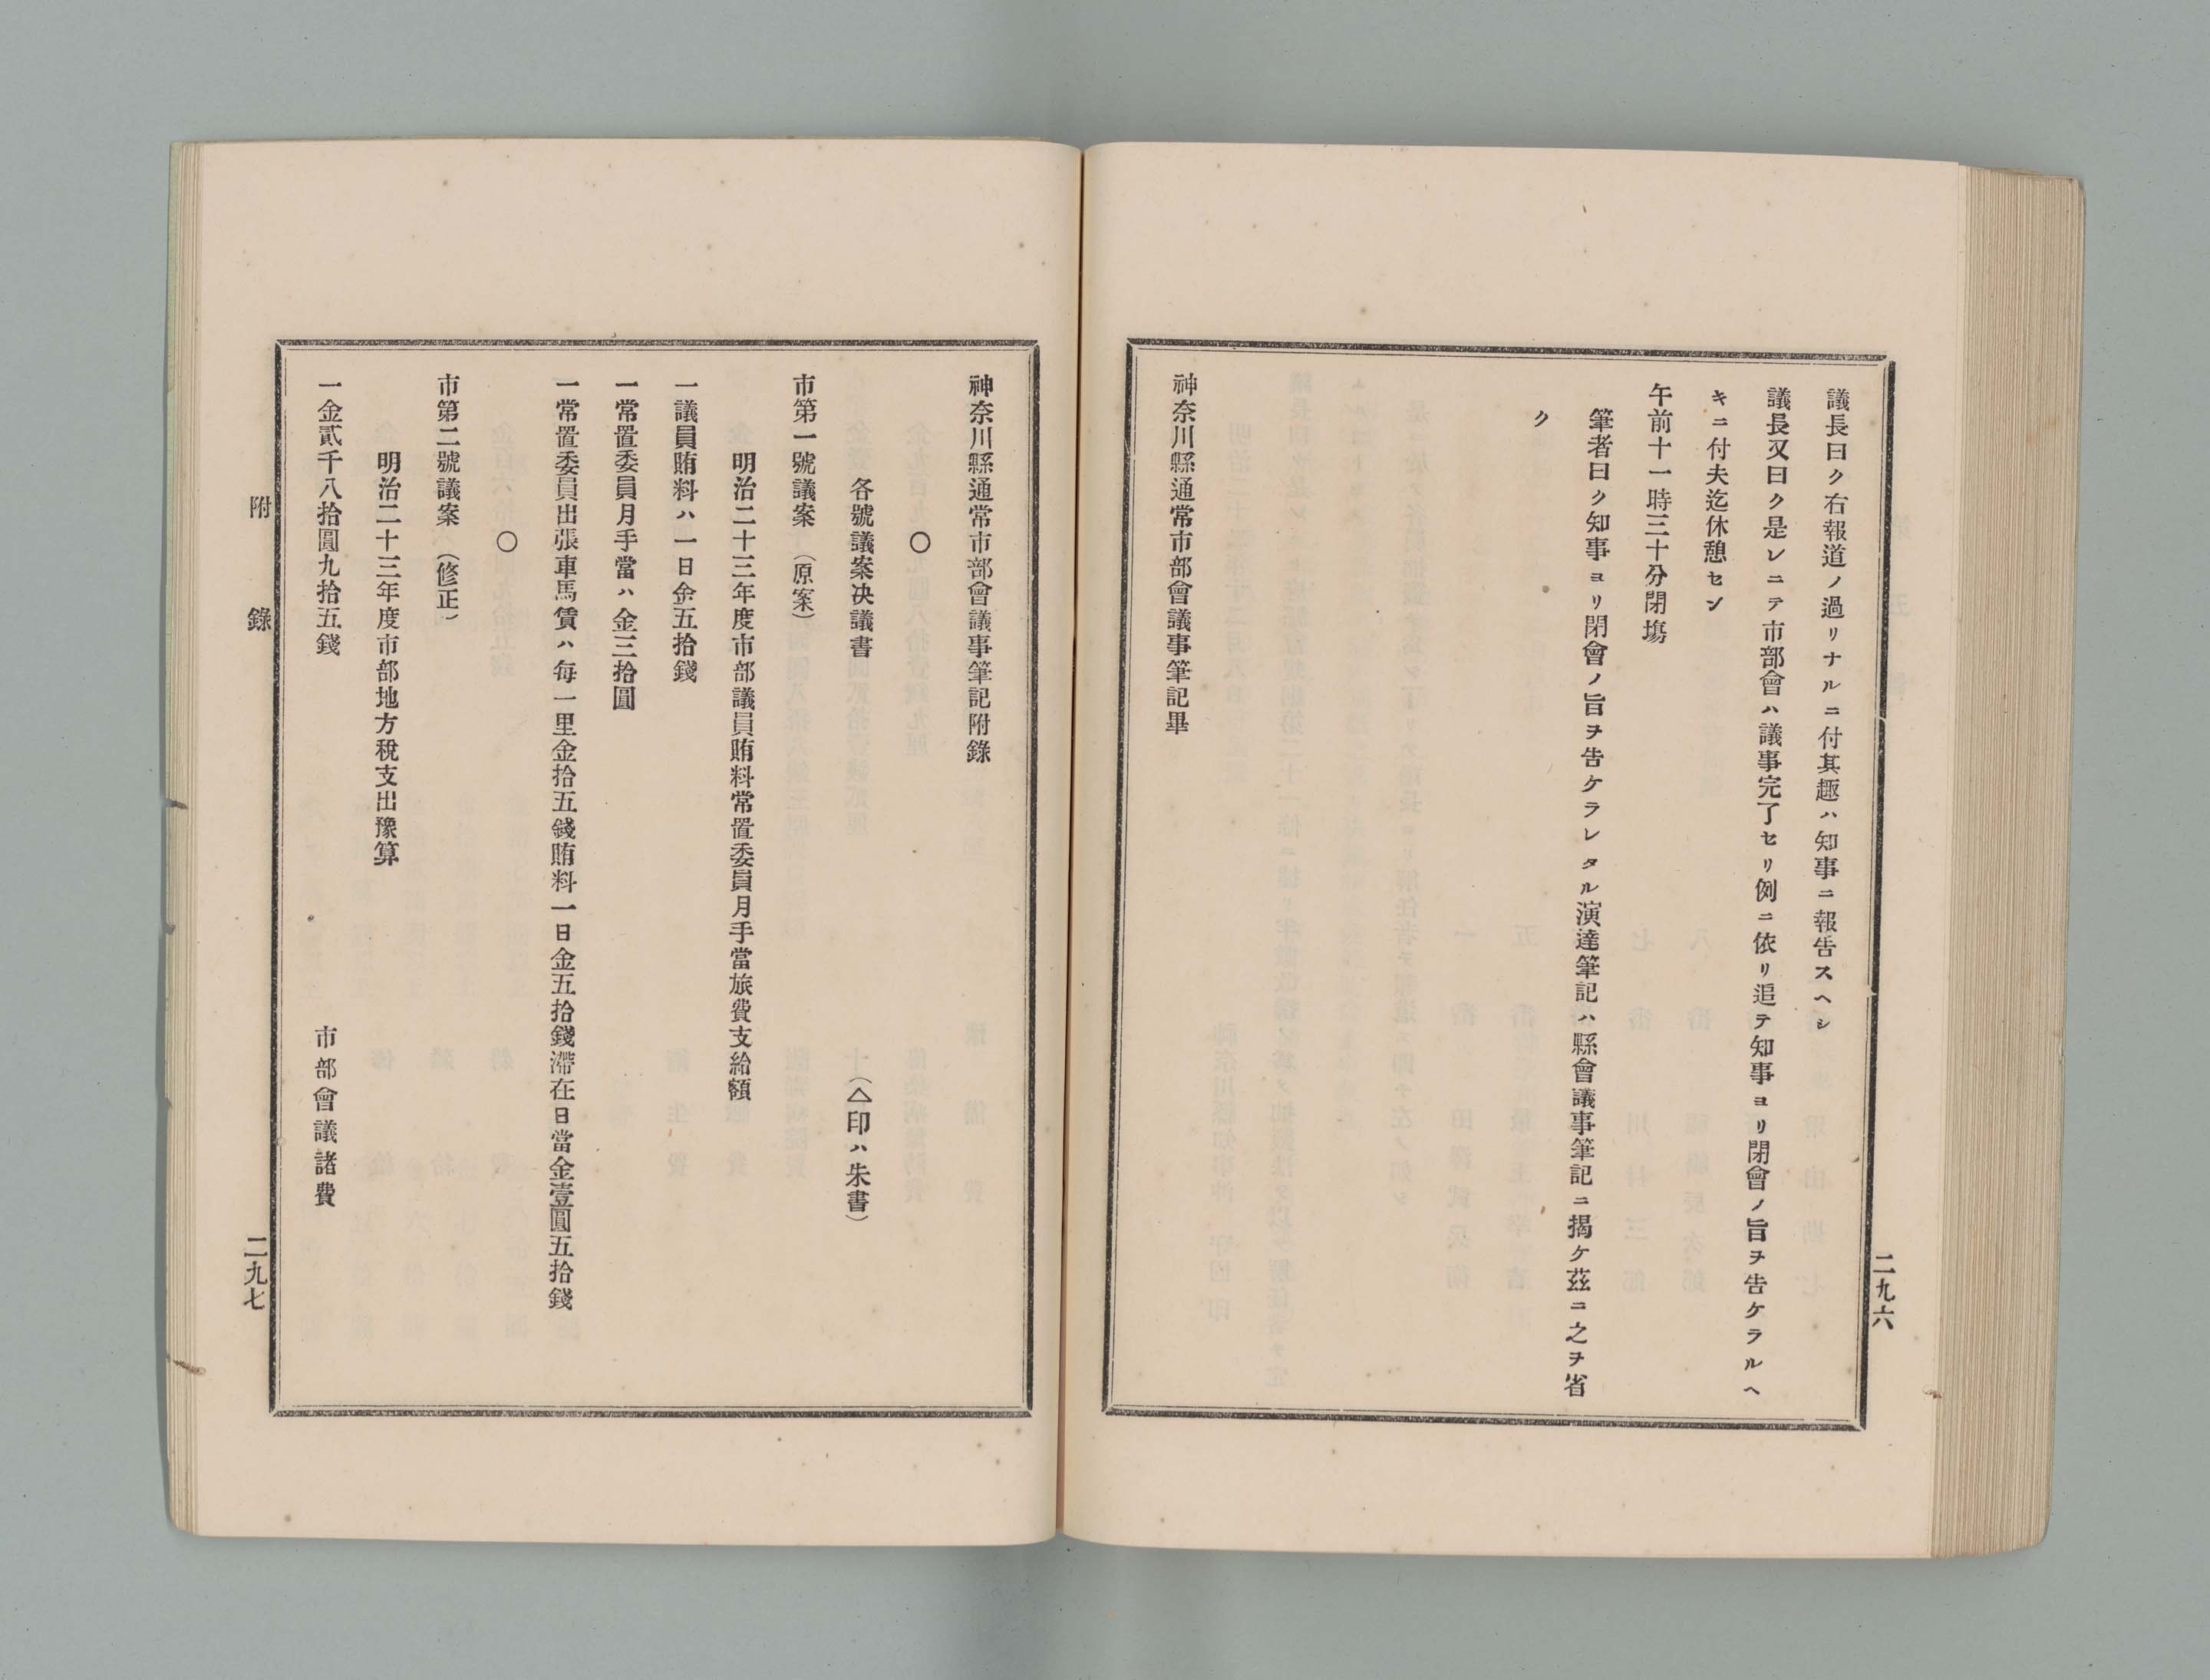 議長曰ク右報道ノ過リナルニ付其趣ハ知事ニ報告スヘシ
議長又曰ク是レニテ市部會ハ議事完了セリ例ニ依リ追テ知事ヨリ閉會ノ旨ヲ告ケラルヘ
キニ付夫迄休憩セン
午前十一時三十分閉塲
筆者曰ク知事ヨリ閉會ノ旨ヲ告ケラレタル演達筆記ハ縣會議事筆記ニ揭ケ茲ニ之ヲ省
ク
神奈川縣通常市部會議事筆記畢
二九六
神奈川縣通常市部會議事筆記附錄
○
各號議案決議書 (△印ハ朱書)
市第一號議案 (原案)
明治二十三年度市部議員賄料常置委員月手當旅費支給額
一議員賄料ハ一日金五拾錢
一常置委員月手當ハ金三拾圓
一常置委員出張車馬賃ハ每一里金拾五錢賄料一日金五拾錢滯在日當金壹圓五拾錢
○
市第二號議案 (修正)
明治二十三年度市部地方稅支出豫算
一金貳千八拾圓九拾五錢 市部會議諸費
附錄
二九七